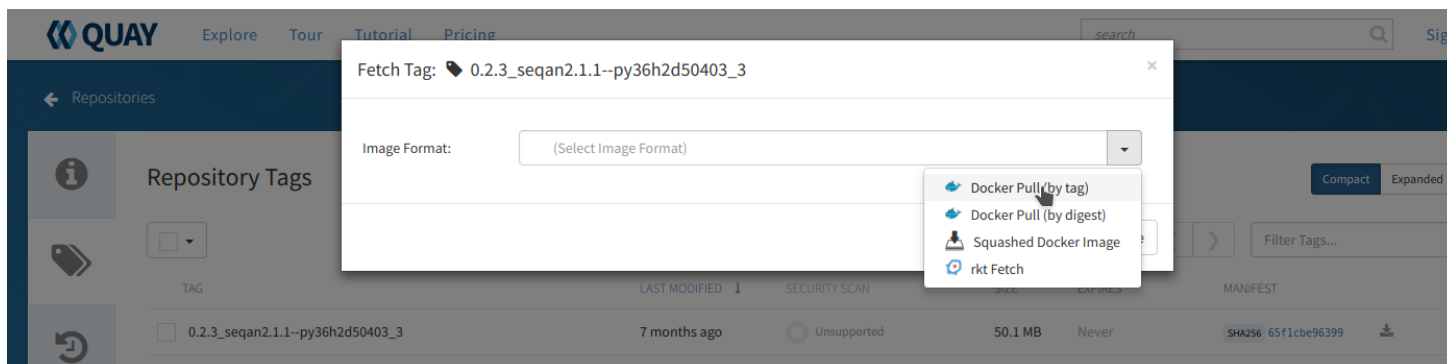 QUAY Explore Tour Tutorial Pricing search
Fetch Tag: 0.2.3_seqan2.1.1--py36h2d50403_3 ×
Repositories
Image Format: (Select Image Format)
Docker Pull (by tag)
Docker Pull (by digest)
Squashed Docker Image
rkt Fetch
Repository Tags
Compact Expanded
Filter Tags...
TAG LAST MODIFIED SECURITY SCAN SIZE EXPIRES MANIFEST
0.2.3_seqan2.1.1--py36h2d50403_3 7 months ago Unsupported 50.1 MB Never SHA256 65f1cbe96399